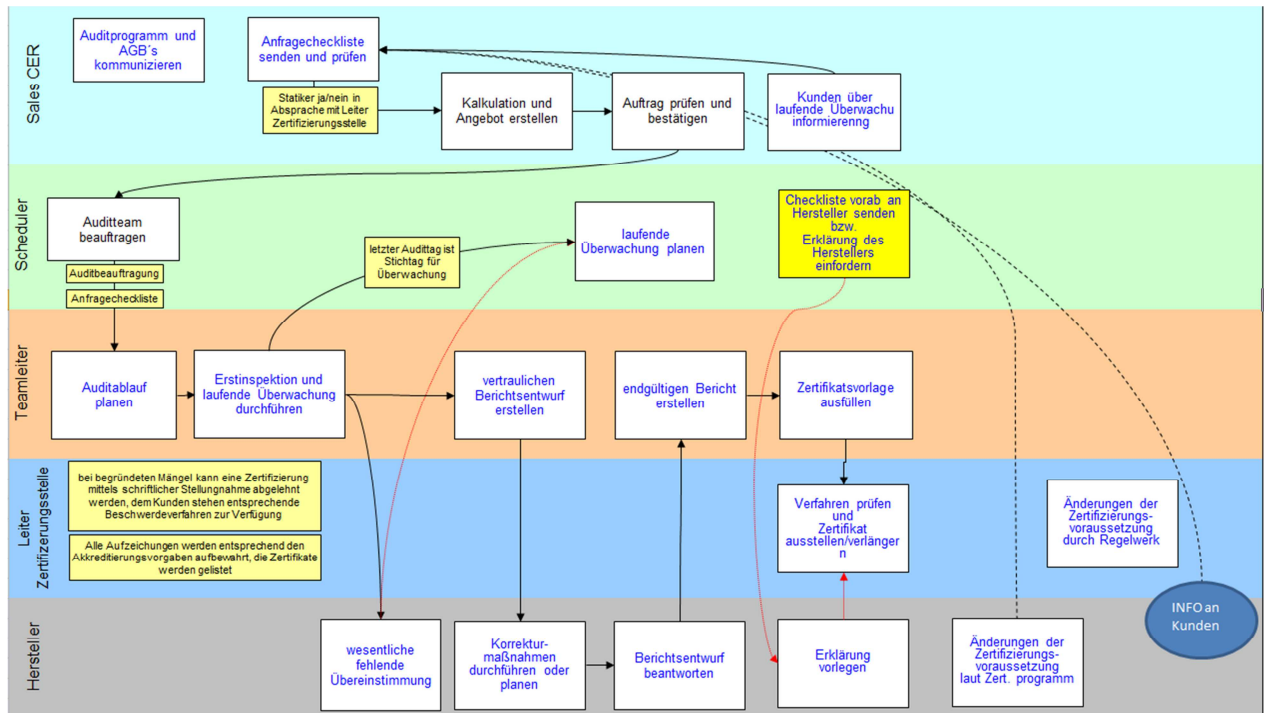 Sales CER
Auditprogramm und
AGB´s
kommunizieren
Anfragecheckliste
senden und prüfen
Statiker ja/nein in
Absprache mit Leiter
Zertifizierungsstelle
Kalkulation und
Angebot erstellen
Auftrag prüfen und
bestätigen
Kunden über
laufende Überwachu
informierenng
Scheduler
Auditteam
beauftragen
Auditbeauftragung
Anfragecheckliste
letzter Audittag ist
Stichtag für
Überwachung
laufende
Überwachung planen
Checkliste vorab an
Hersteller senden
bzw.
Erklärung des
Herstellers
einfordern
Teamleiter
Auditablauf
planen
Erstinspektion und
laufende Überwachung
durchführen
vertraulichen
Berichtsentwurf
erstellen
endgültigen Bericht
erstellen
Zertifikatsvorlage
ausfüllen
Leiter
Zertifizerungsstelle
bei begründeten Mängel kann eine Zertifizierung
mittels schriftlicher Stellungnahme abgelehnt
werden, dem Kunden stehen entsprechende
Beschwerdeverfahren zur Verfügung
Alle Aufzeichungen werden entsprechend den
Akkreditierungsvorgaben aufbewahrt, die Zertifikate
werden gelistet
Verfahren prüfen
und
Zertifikat
ausstellen/verlänger
n
Änderungen der
Zertifizierungs-
voraussetzung
durch Regelwerk
Hersteller
wesentliche
fehlende
Übereinstimmung
Korrektur-
maßnahmen
durchführen oder
planen
Berichtsentwurf
beantworten
Erklärung
vorlegen
Änderungen der
Zertifizierungs-
voraussetzung
laut Zert. programm
INFO an
Kunden